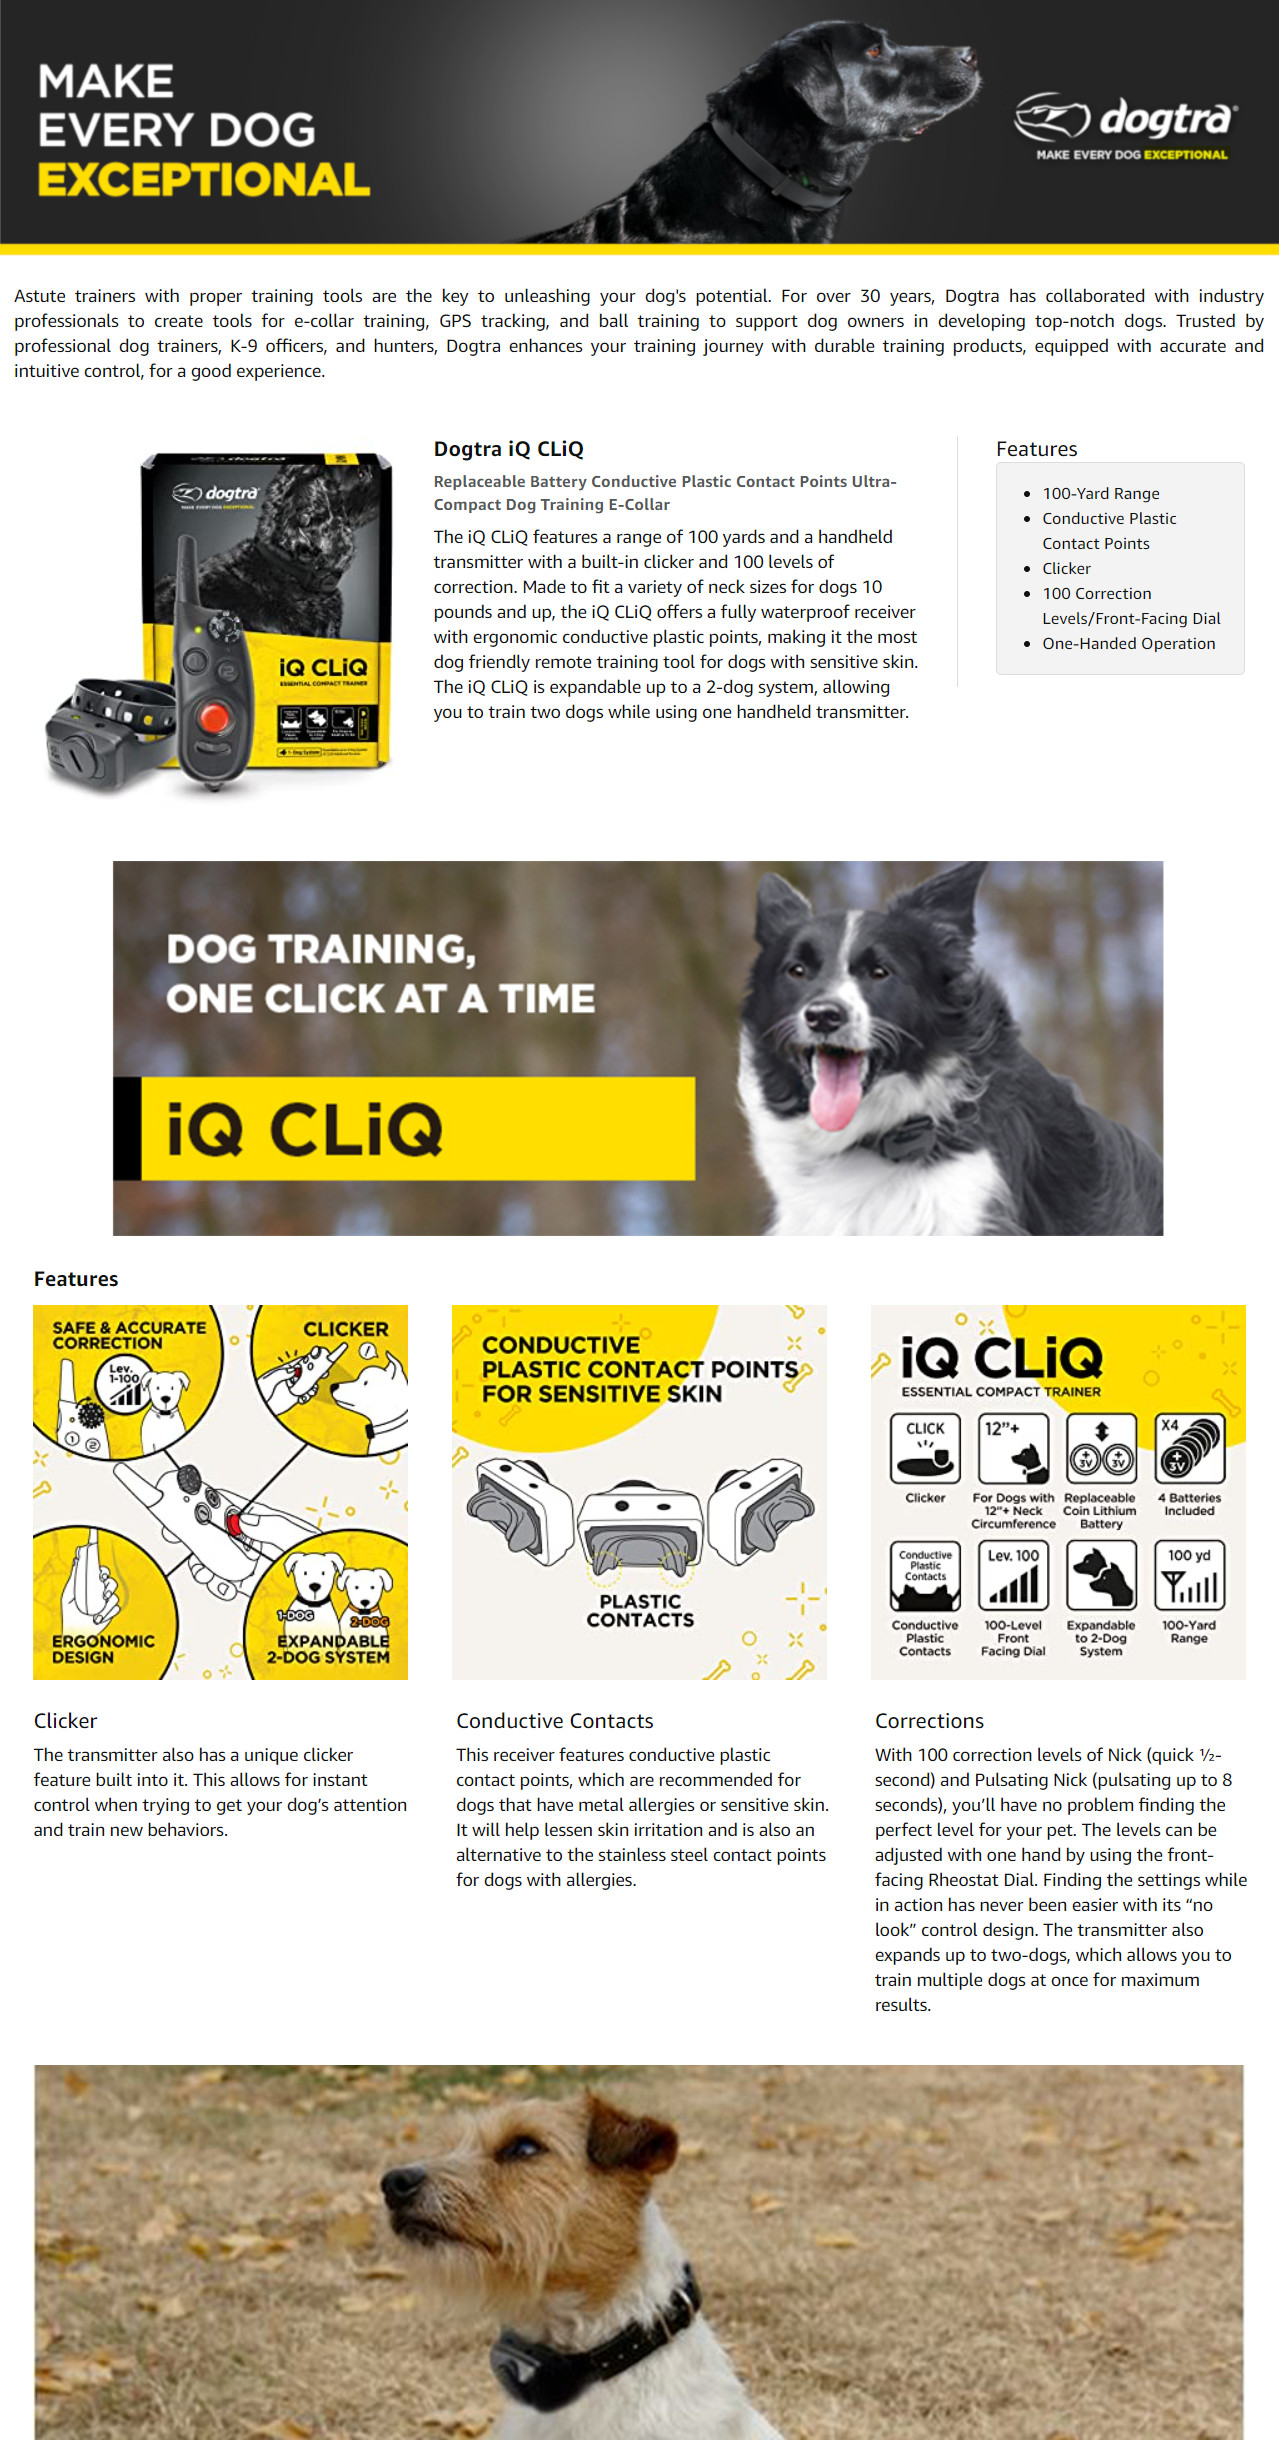 MAKE
EVERY DOG
EXCEPTIONAL
dogtra
MAKE EVERY DOG EXCEPTIONAL
Astute trainers with proper training tools are the key to unleashing your dog's potential. For over 30 years, Dogtra has collaborated with industry
professionals to create tools for e-collar training, GPS tracking, and ball training to support dog owners in developing top-notch dogs. Trusted by
professional dog trainers, K-9 officers, and hunters, Dogtra enhances your training journey with durable training products, equipped with accurate and
intuitive control, for a good experience.
dogtra
MAKE EVERY DOG EXCEPTIONAL
iQ CLiQ
ESSENTIAL COMPACT TRAINER
Dogtra iQ CLiQ
Replaceable Battery Conductive Plastic Contact Points Ultra-
Compact Dog Training E-Collar
The iQ CLiQ features a range of 100 yards and a handheld
transmitter with a built-in clicker and 100 levels of
correction. Made to fit a variety of neck sizes for dogs 10
pounds and up, the iQ CLiQ offers a fully waterproof receiver
with ergonomic conductive plastic points, making it the most
dog friendly remote training tool for dogs with sensitive skin.
The iQ CLiQ is expandable up to a 2-dog system, allowing
you to train two dogs while using one handheld transmitter.
Features
• 100-Yard Range
• Conductive Plastic
Contact Points
• Clicker
• 100 Correction
Levels/Front-Facing Dial
• One-Handed Operation
DOG TRAINING,
ONE CLICK AT A TIME
iQ CLiQ
Features
SAFE & ACCURATE
CORRECTION
Lev.
1-100
1 2
CLICKER
ERGONOMIC
DESIGN
1-DOG
2-DOG
EXPANDABLE
2-DOG SYSTEM
CONDUCTIVE
PLASTIC CONTACT POINTS
FOR SENSITIVE SKIN
PLASTIC
CONTACTS
iQ CLiQ
ESSENTIAL COMPACT TRAINER
CLICK
Clicker
12"+
For Dogs with
12"+ Neck
Circumference
+ 3V + 3V
Replaceable
Coin Lithium
Battery
X4
+ 3V
4 Batteries
Included
Conductive
Plastic
Contacts
Conductive
Plastic
Contacts
Lev. 100
100-Level
Front
Facing Dial
Expandable
to 2-Dog
System
100 yd
100-Yard
Range
Clicker
The transmitter also has a unique clicker
feature built into it. This allows for instant
control when trying to get your dog’s attention
and train new behaviors.
Conductive Contacts
This receiver features conductive plastic
contact points, which are recommended for
dogs that have metal allergies or sensitive skin.
It will help lessen skin irritation and is also an
alternative to the stainless steel contact points
for dogs with allergies.
Corrections
With 100 correction levels of Nick (quick ½-
second) and Pulsating Nick (pulsating up to 8
seconds), you’ll have no problem finding the
perfect level for your pet. The levels can be
adjusted with one hand by using the front-
facing Rheostat Dial. Finding the settings while
in action has never been easier with its “no
look” control design. The transmitter also
expands up to two-dogs, which allows you to
train multiple dogs at once for maximum
results.